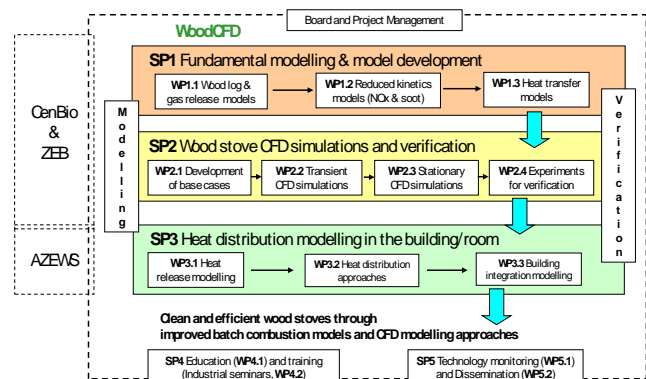 Board and Project Management
WoodCFD
SP1 Fundamental modelling & model development
WP1.1 Wood log &
gas release models
WP1.2 Reduced kinetics
models (NOx & soot)
WP1.3 Heat transfer
models
CenBio
&
ZEB
Modelling
Verification
SP2 Wood stove CFD simulations and verification
WP2.1 Development
of base cases
WP2.2 Transient
CFD simulations
WP2.3 Stationary
CFD simulations
WP2.4 Experiments
for verification
SP3 Heat distribution modelling in the building/room
AZEWS
WP3.1 Heat
release modelling
WP3.2 Heat distribution
approaches
WP3.3 Building
integration modelling
Clean and efficient wood stoves through
improved batch combustion models and CFD modelling approaches
SP4 Education (WP4.1) and training
(Industrial seminars, WP4.2)
SP5 Technology monitoring (WP5.1)
and Dissemination (WP5.2)